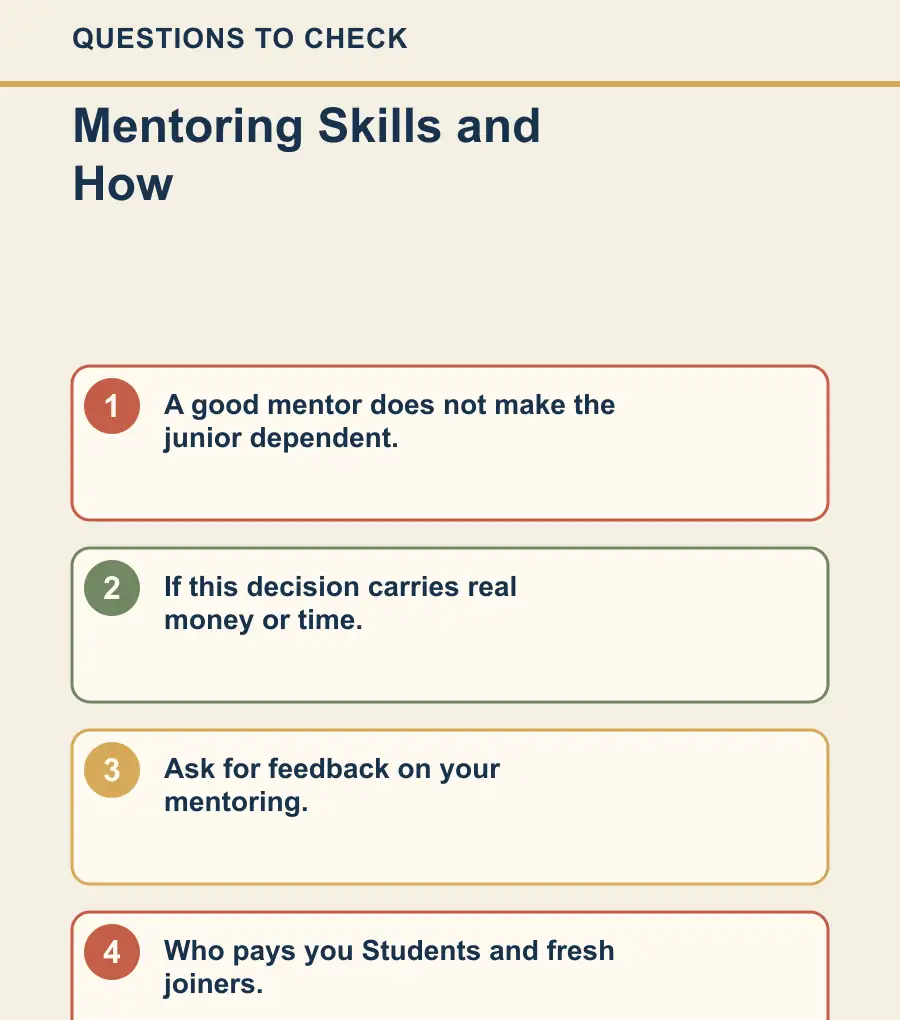 QUESTIONS TO CHECK
Mentoring Skills and
How
1
A good mentor does not make the
junior dependent.
2
If this decision carries real
money or time.
3
Ask for feedback on your
mentoring.
4
Who pays you Students and fresh
joiners.